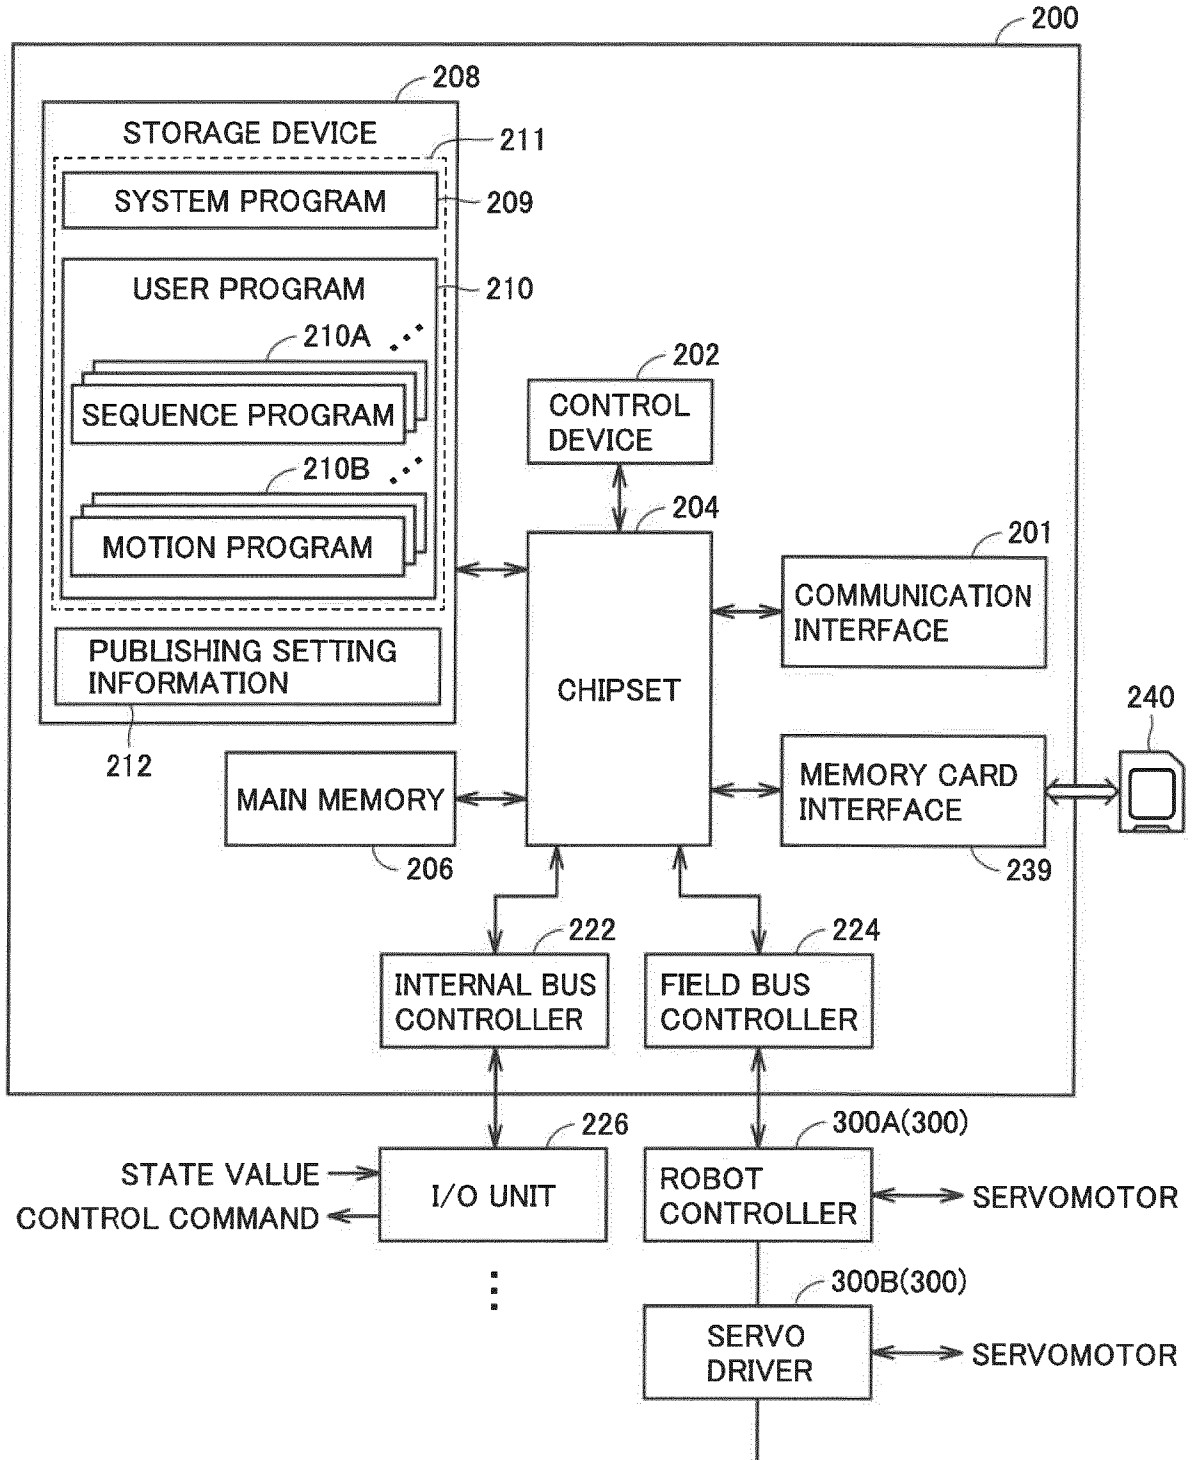 200
208
STORAGE DEVICE
211
SYSTEM PROGRAM
209
USER PROGRAM
210
210A
SEQUENCE PROGRAM
210B
MOTION PROGRAM
PUBLISHING SETTING
INFORMATION
212
202
CONTROL
DEVICE
204
CHIPSET
201
COMMUNICATION
INTERFACE
MAIN MEMORY
206
MEMORY CARD
INTERFACE
239
240
222
INTERNAL BUS
CONTROLLER
224
FIELD BUS
CONTROLLER
226
I/O UNIT
STATE VALUE
CONTROL COMMAND
300A(300)
ROBOT
CONTROLLER
SERVOMOTOR
300B(300)
SERVO
DRIVER
SERVOMOTOR